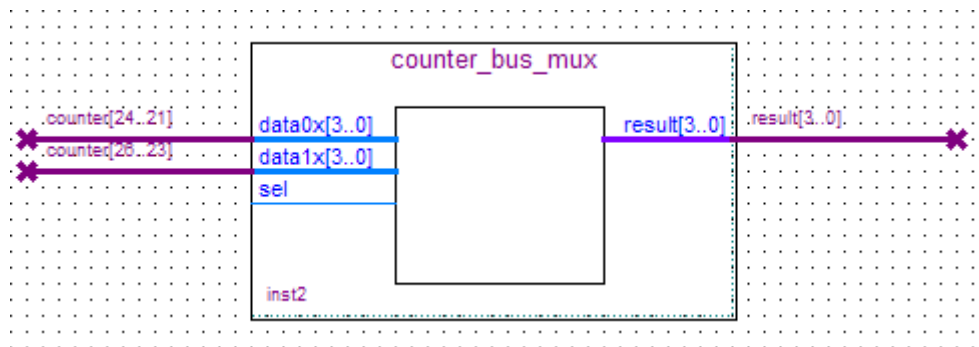 counter_bus_mux
counter[24..21]
data0x[3..0]
result[3..0]
result[3..0]
counter[26..23]
data1x[3..0]
sel
inst2